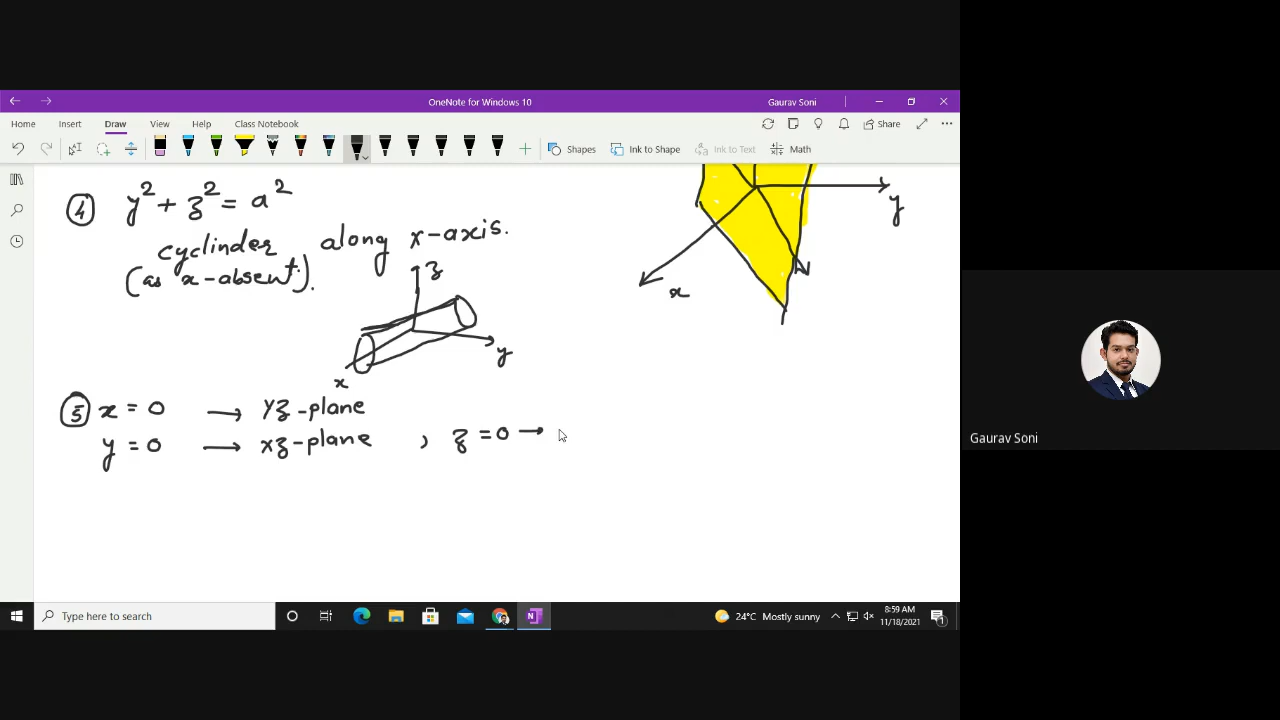 OneNote for Windows 10
Gaurav Soni
Home Insert Draw View Help Class Notebook
Share
Shapes Ink to Shape Ink to Text Math
④ y² + z² = a²
cyclinder along x-axis.
(as x-absent).
z
y
x
y
x
⑤ x = 0 → YZ-plane
y = 0 → XZ-plane , z = 0 →
Gaurav Soni
Type here to search
24°C Mostly sunny
8:59 AM
11/18/2021
1